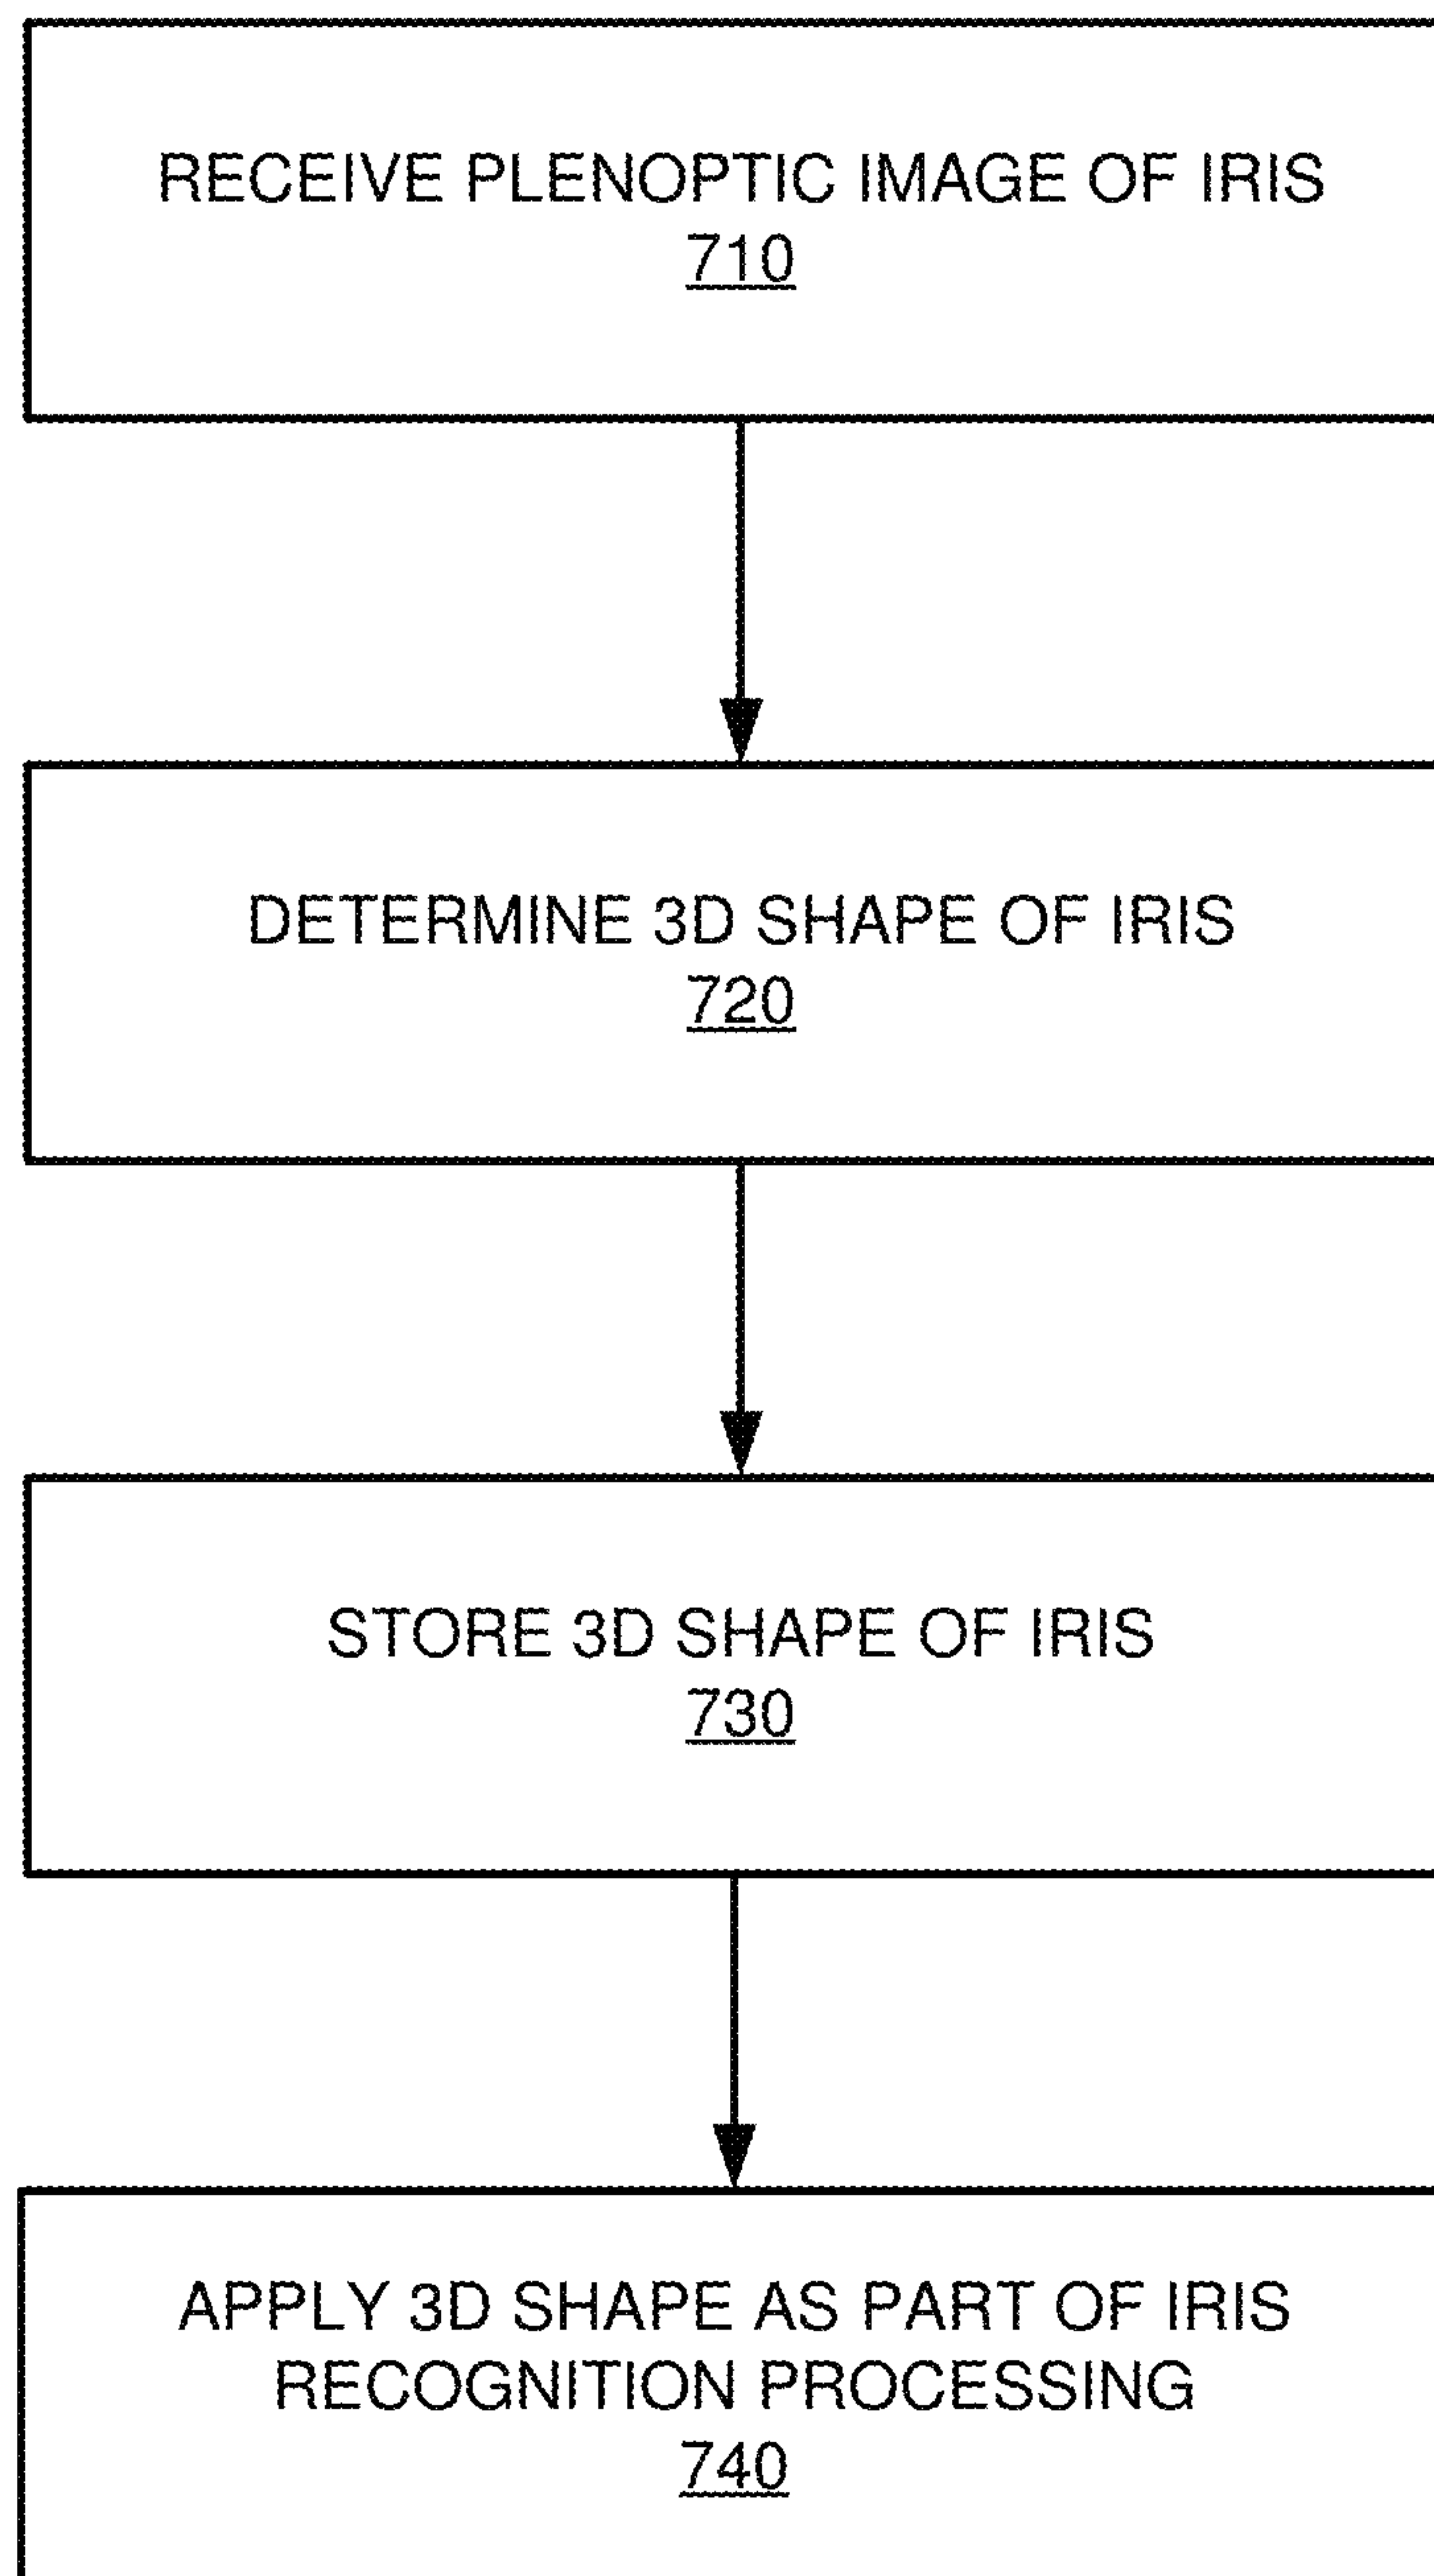 RECEIVE PLENOPTIC IMAGE OF IRIS
710
DETERMINE 3D SHAPE OF IRIS
720
STORE 3D SHAPE OF IRIS
730
APPLY 3D SHAPE AS PART OF IRIS
RECOGNITION PROCESSING
740